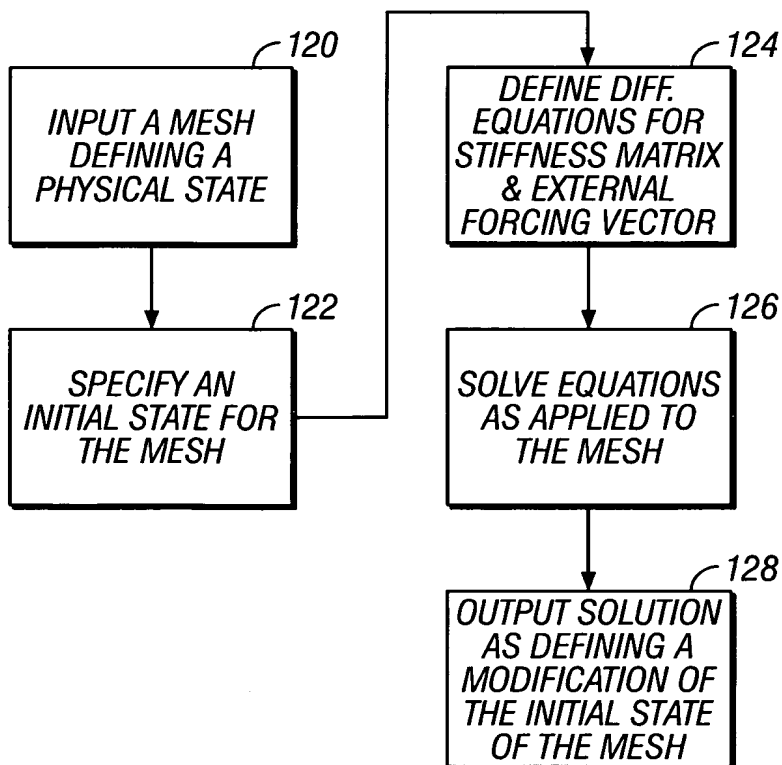 120
INPUT A MESH
DEFINING A
PHYSICAL STATE
122
SPECIFY AN
INITIAL STATE FOR
THE MESH
124
DEFINE DIFF.
EQUATIONS FOR
STIFFNESS MATRIX
& EXTERNAL
FORCING VECTOR
126
SOLVE EQUATIONS
AS APPLIED TO
THE MESH
128
OUTPUT SOLUTION
AS DEFINING A
MODIFICATION OF
THE INITIAL STATE
OF THE MESH